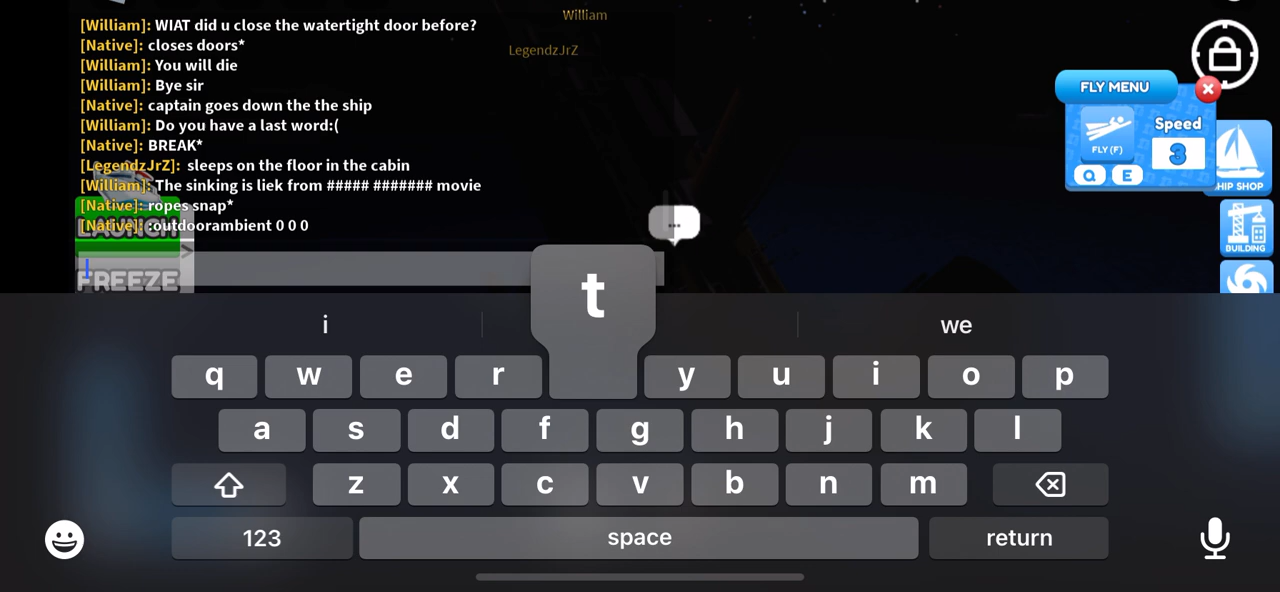 William
LegendzJrZ
[William]: WIAT did u close the watertight door before?
[Native]: closes doors*
[William]: You will die
[William]: Bye sir
[Native]: captain goes down the the ship
[William]: Do you have a last word:(
[Native]: BREAK*
[LegendzJrZ]: sleeps on the floor in the cabin
[William]: The sinking is liek from ##### ####### movie
[Native]: ropes snap*
[Native]: :outdoorambient 0 0 0
LAUNCH
>
FREEZE
FLY MENU
FLY (F)
Speed
3
Q E
SHIP SHOP
BUILDING
...
t
i we
q w e r y u i o p
a s d f g h j k l
z x c v b n m
123 space return